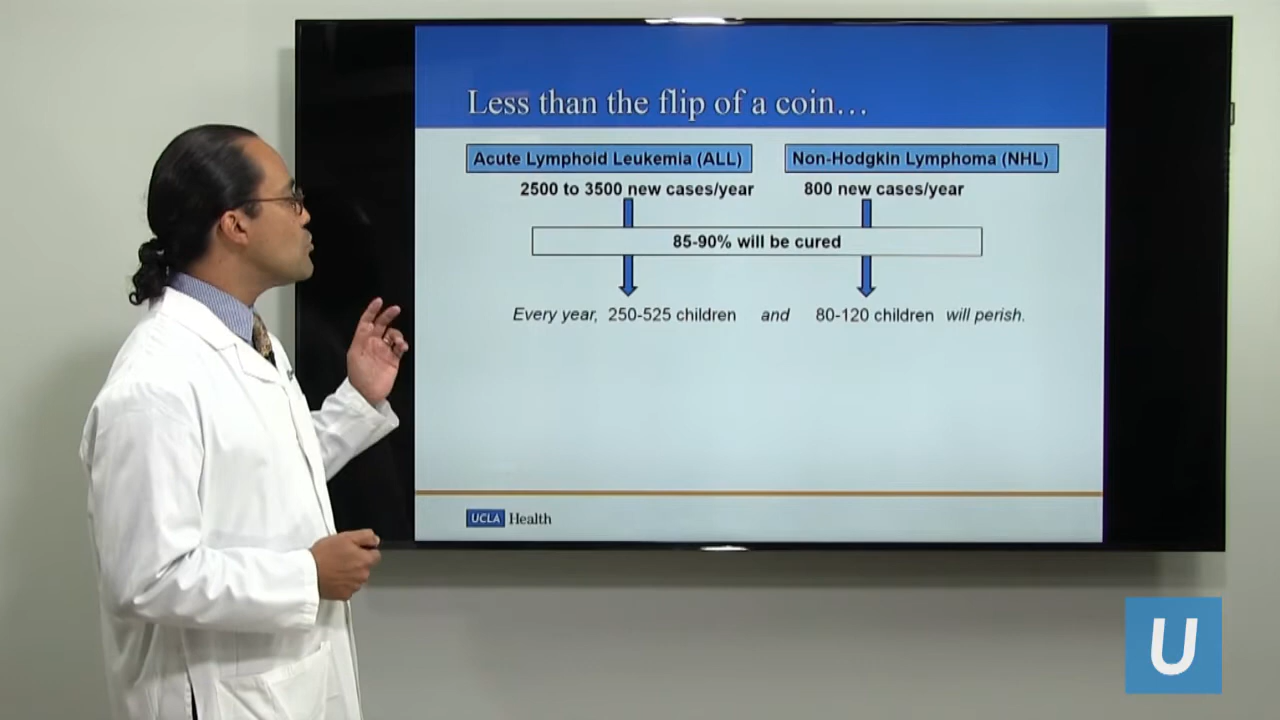 Less than the flip of a coin…
Acute Lymphoid Leukemia (ALL) Non-Hodgkin Lymphoma (NHL)
2500 to 3500 new cases/year 800 new cases/year
85-90% will be cured
Every year, 250-525 children and 80-120 children will perish.
UCLA Health
U